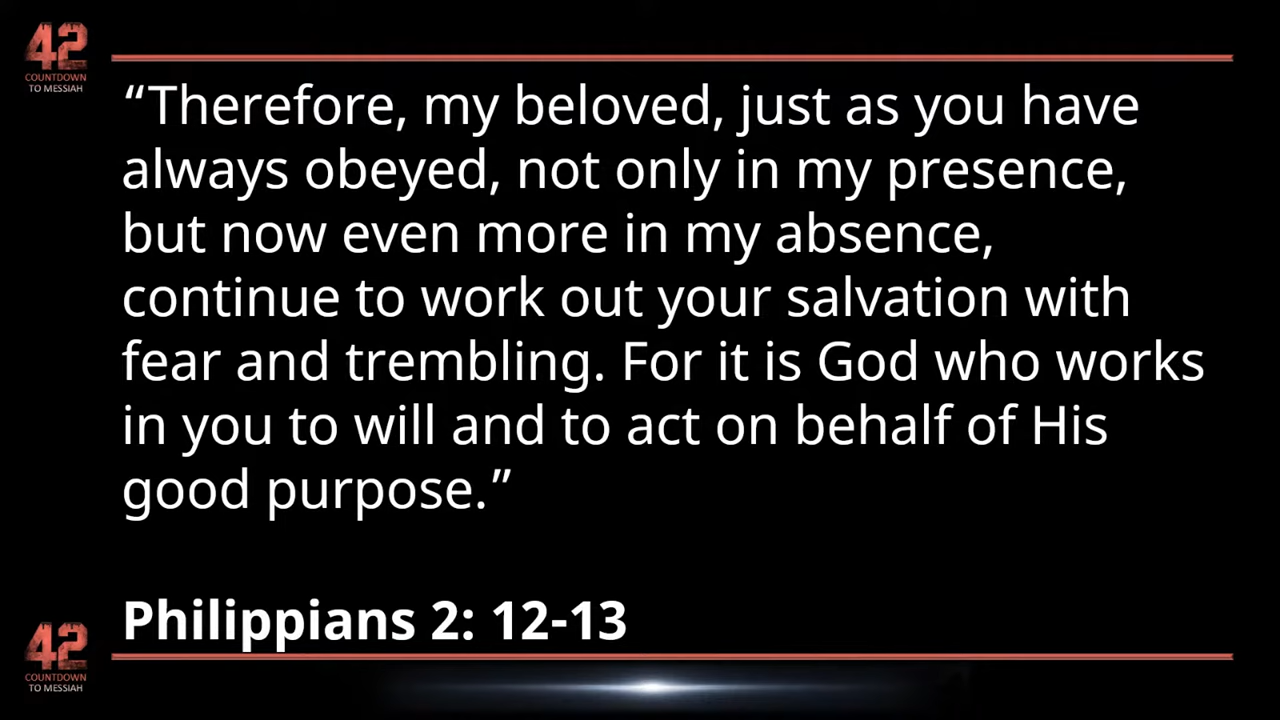 42
COUNTDOWN
TO MESSIAH
“Therefore, my beloved, just as you have
always obeyed, not only in my presence,
but now even more in my absence,
continue to work out your salvation with
fear and trembling. For it is God who works
in you to will and to act on behalf of His
good purpose.”
Philippians 2: 12-13
42
COUNTDOWN
TO MESSIAH